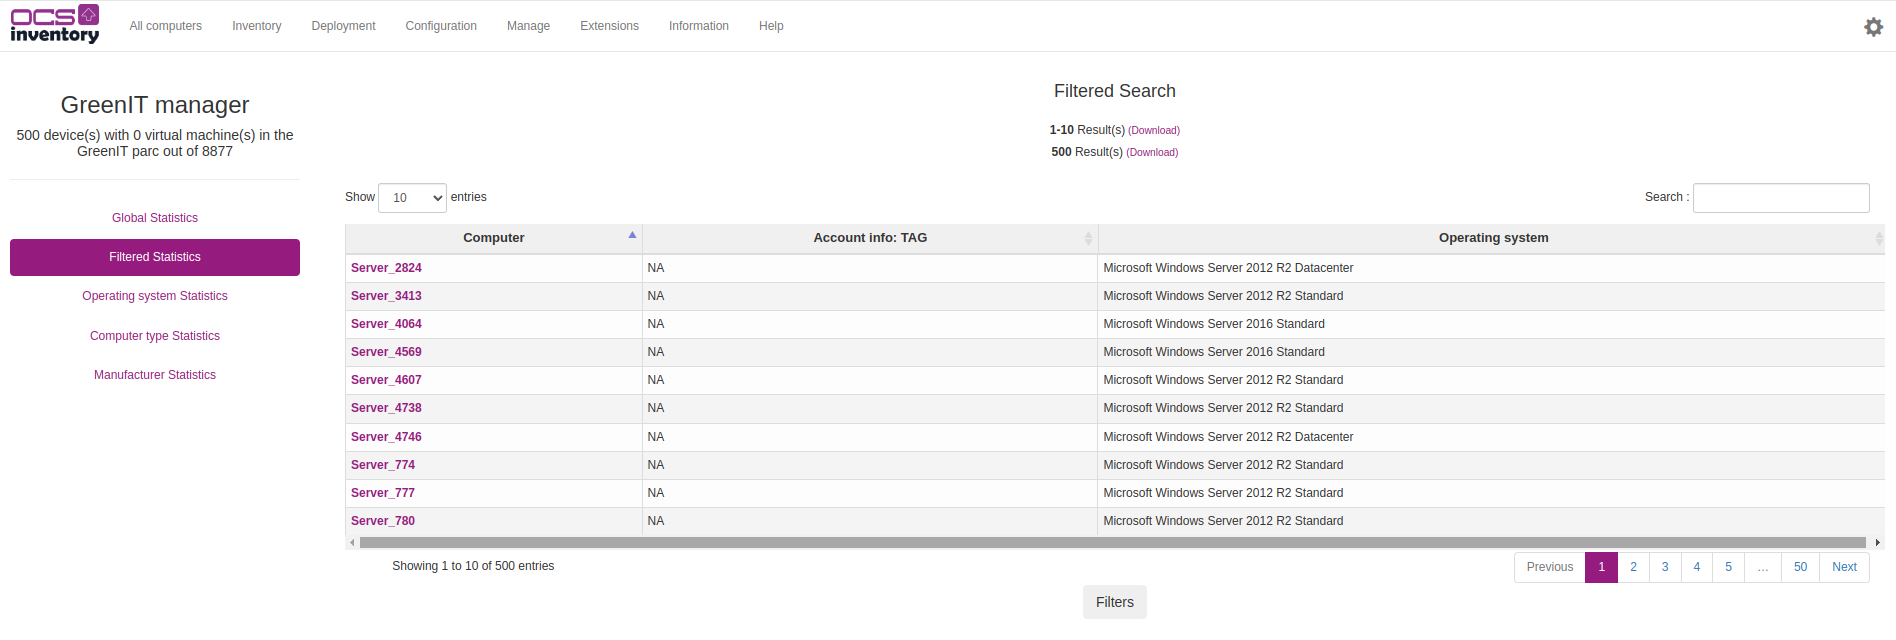 OCS
inventory
All computers Inventory Deployment Configuration Manage Extensions Information Help
GreenIT manager
500 device(s) with 0 virtual machine(s) in the
GreenIT parc out of 8877
Global Statistics
Filtered Statistics
Operating system Statistics
Computer type Statistics
Manufacturer Statistics
Filtered Search
1-10 Result(s) (Download)
500 Result(s) (Download)
Show 10 entries Search :
Computer Account info: TAG Operating system
Server_2824 NA Microsoft Windows Server 2012 R2 Datacenter
Server_3413 NA Microsoft Windows Server 2012 R2 Standard
Server_4064 NA Microsoft Windows Server 2016 Standard
Server_4569 NA Microsoft Windows Server 2016 Standard
Server_4607 NA Microsoft Windows Server 2012 R2 Standard
Server_4738 NA Microsoft Windows Server 2012 R2 Standard
Server_4746 NA Microsoft Windows Server 2012 R2 Datacenter
Server_774 NA Microsoft Windows Server 2012 R2 Standard
Server_777 NA Microsoft Windows Server 2012 R2 Standard
Server_780 NA Microsoft Windows Server 2012 R2 Standard
Showing 1 to 10 of 500 entries Previous 1 2 3 4 5 … 50 Next
Filters